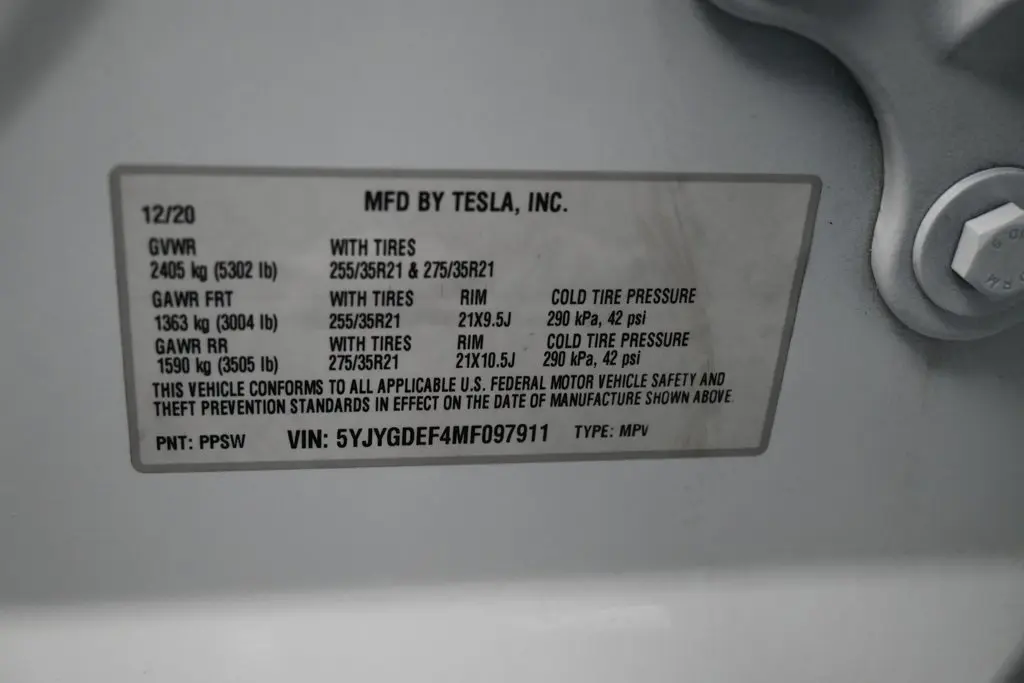 MFD BY TESLA, INC.
12/20
GVWR WITH TIRES
2405 kg (5302 lb) 255/35R21 & 275/35R21
GAWR FRT WITH TIRES RIM COLD TIRE PRESSURE
1363 kg (3004 lb) 255/35R21 21X9.5J 290 kPa, 42 psi
GAWR RR WITH TIRES RIM COLD TIRE PRESSURE
1590 kg (3505 lb) 275/35R21 21X10.5J 290 kPa, 42 psi
THIS VEHICLE CONFORMS TO ALL APPLICABLE U.S. FEDERAL MOTOR VEHICLE SAFETY AND
THEFT PREVENTION STANDARDS IN EFFECT ON THE DATE OF MANUFACTURE SHOWN ABOVE
PNT: PPSW VIN: 5YJYGDEF4MF097911 TYPE: MPV